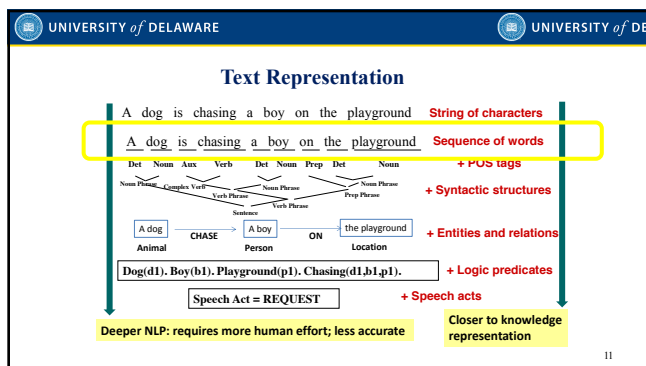 UNIVERSITY of DELAWARE UNIVERSITY of DE
Text Representation
A dog is chasing a boy on the playground String of characters
A dog is chasing a boy on the playground Sequence of words
Det Noun Aux Verb Det Noun Prep Det Noun + POS tags
Noun Phrase Complex Verb Noun Phrase Noun Phrase
Verb Phrase Prep Phrase + Syntactic structures
Verb Phrase
Sentence
A dog CHASE A boy ON the playground + Entities and relations
Animal Person Location
Dog(d1). Boy(b1). Playground(p1). Chasing(d1,b1,p1). + Logic predicates
Speech Act = REQUEST + Speech acts
Deeper NLP: requires more human effort; less accurate
Closer to knowledge
representation
11